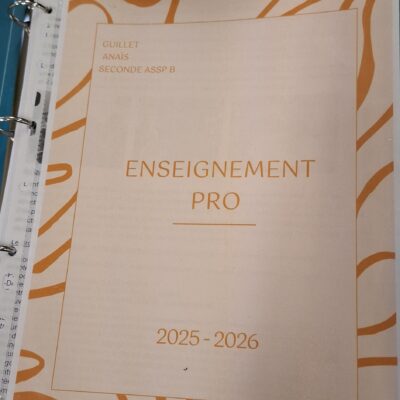 GUILLET
ANAÏS
SECONDE ASSP B
ENSEIGNEMENT
PRO
2025 - 2026